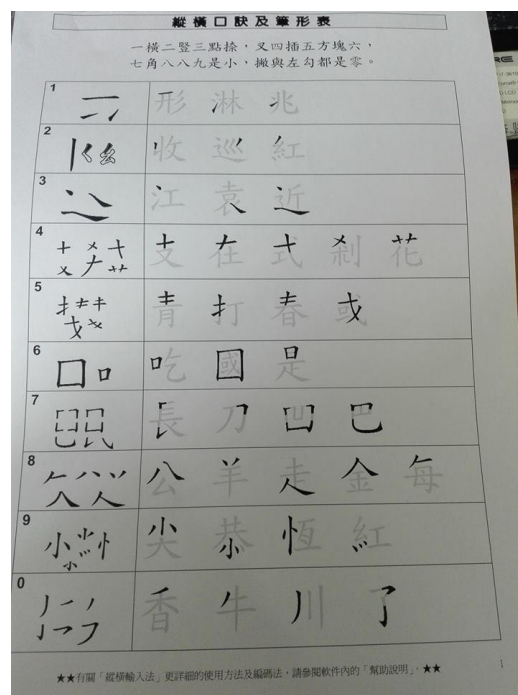 縱橫口訣及筆形表
一橫二豎三點捺，叉四插五方塊六，
七角八八九是小，撇與左勾都是零。
1 形 淋 兆
2 收 巡 紅
3 江 袁 近
4 支 在 式 剎 花
5 青 打 春 或
6 吃 國 是
7 長 刀 凹 巴
8 公 羊 走 金 每
9 尖 恭 恆 紅
0 香 牛 川 了
★★有關「縱橫輸入法」更詳細的使用方法及編碼法，請參閱軟件內的「幫助說明」．★★
1